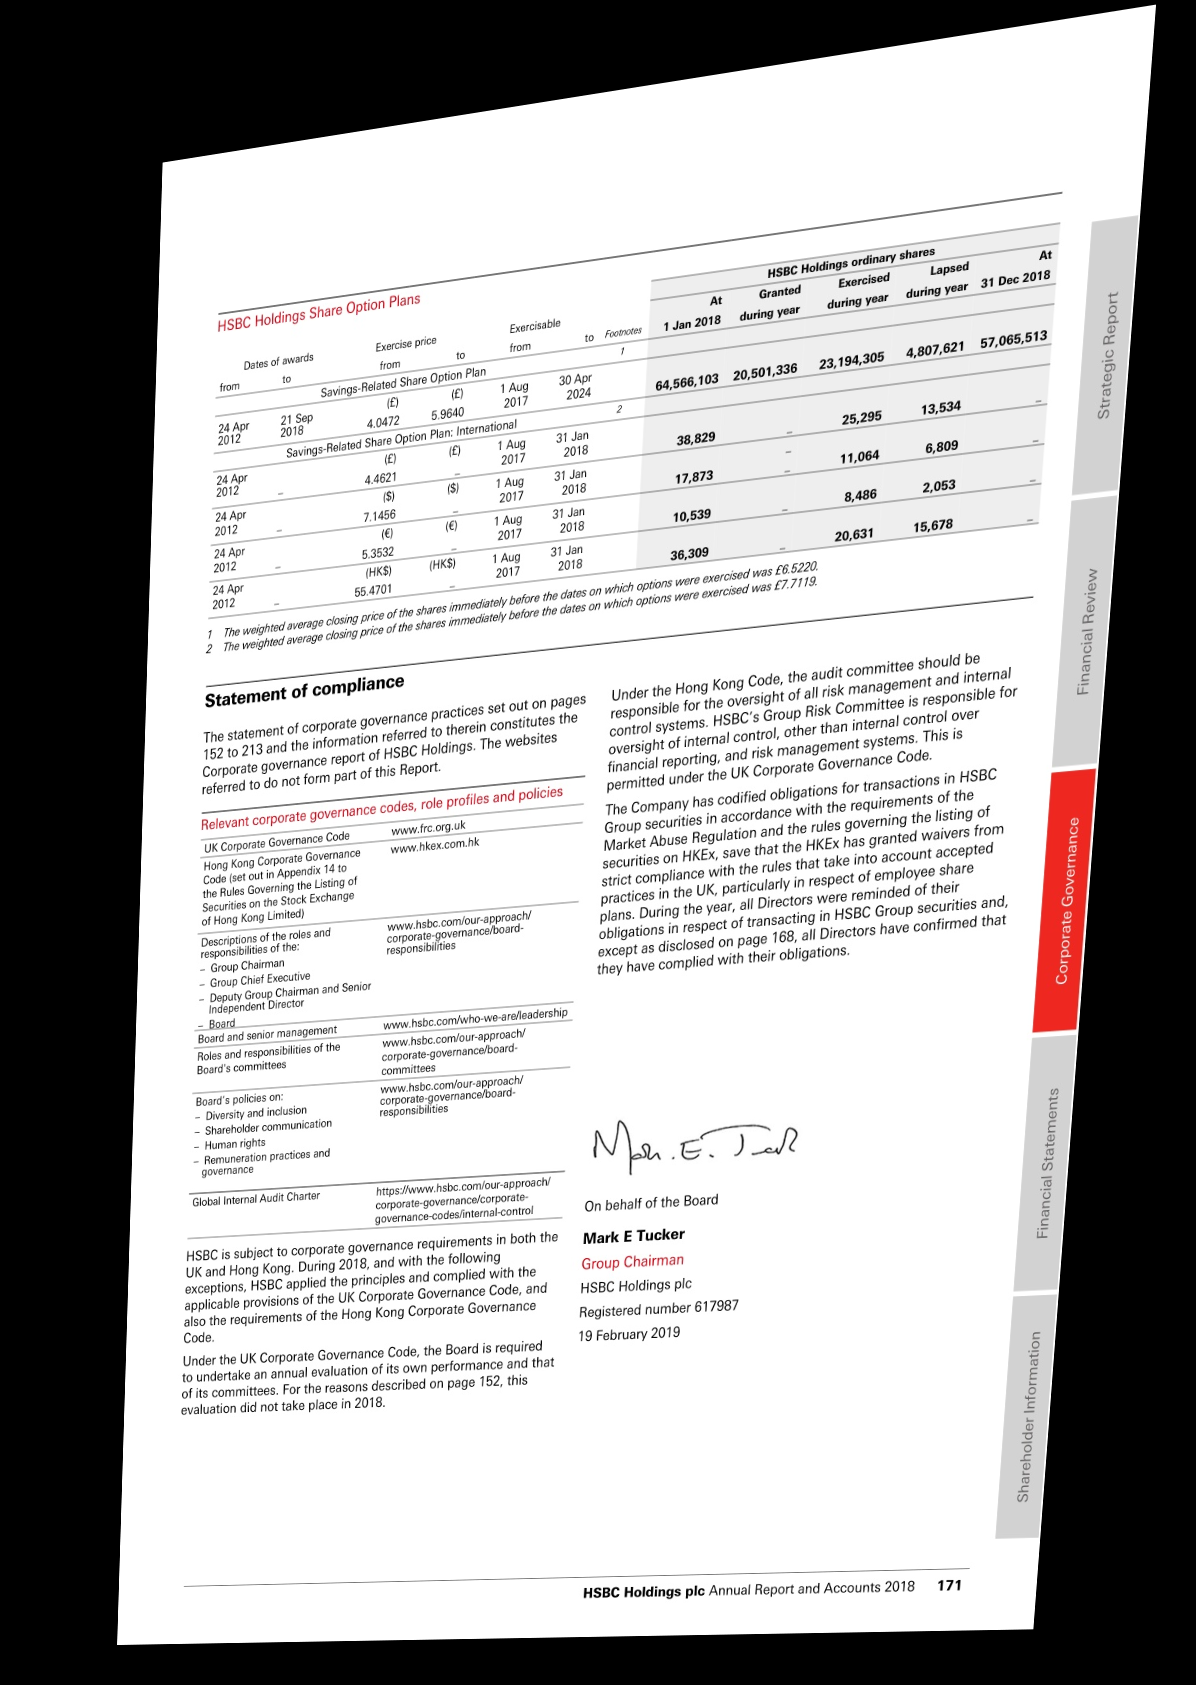 HSBC Holdings Share Option Plans
HSBC Holdings ordinary shares
Dates of awards Exercise price Exercisable At Granted Exercised Lapsed At
from to from to from to Footnotes 1 Jan 2018 during year during year during year 31 Dec 2018
Savings-Related Share Option Plan 1
24 Apr 2012 21 Sep 2018 (£) 4.0472 (£) 5.9640 1 Aug 2017 30 Apr 2024 64,566,103 20,501,336 23,194,305 4,807,621 57,065,513
Savings-Related Share Option Plan: International 2
24 Apr 2012 – (£) 4.4621 (£) – 1 Aug 2017 31 Jan 2018 38,829 – 25,295 13,534 –
24 Apr 2012 – ($) 7.1456 ($) – 1 Aug 2017 31 Jan 2018 17,873 – 11,064 6,809 –
24 Apr 2012 – (€) 5.3532 (€) – 1 Aug 2017 31 Jan 2018 10,539 – 8,486 2,053 –
24 Apr 2012 – (HK$) 55.4701 (HK$) – 1 Aug 2017 31 Jan 2018 36,309 – 20,631 15,678 –
1 The weighted average closing price of the shares immediately before the dates on which options were exercised was £6.5220.
2 The weighted average closing price of the shares immediately before the dates on which options were exercised was £7.7119.
Statement of compliance
The statement of corporate governance practices set out on pages
152 to 213 and the information referred to therein constitutes the
Corporate governance report of HSBC Holdings. The websites
referred to do not form part of this Report.
Relevant corporate governance codes, role profiles and policies
UK Corporate Governance Code www.frc.org.uk
Hong Kong Corporate Governance www.hkex.com.hk
Code (set out in Appendix 14 to
the Rules Governing the Listing of
Securities on the Stock Exchange
of Hong Kong Limited)
Descriptions of the roles and www.hsbc.com/our-approach/
responsibilities of the: corporate-governance/board-
– Group Chairman responsibilities
– Group Chief Executive
– Deputy Group Chairman and Senior
Independent Director
– Board
Board and senior management www.hsbc.com/who-we-are/leadership
Roles and responsibilities of the www.hsbc.com/our-approach/
Board's committees corporate-governance/board-
committees
Board's policies on: www.hsbc.com/our-approach/
– Diversity and inclusion corporate-governance/board-
– Shareholder communication responsibilities
– Human rights
– Remuneration practices and
governance
Global Internal Audit Charter https://www.hsbc.com/our-approach/
corporate-governance/corporate-
governance-codes/internal-control
HSBC is subject to corporate governance requirements in both the
UK and Hong Kong. During 2018, and with the following
exceptions, HSBC applied the principles and complied with the
applicable provisions of the UK Corporate Governance Code, and
also the requirements of the Hong Kong Corporate Governance
Code.
Under the UK Corporate Governance Code, the Board is required
to undertake an annual evaluation of its own performance and that
of its committees. For the reasons described on page 152, this
evaluation did not take place in 2018.
Under the Hong Kong Code, the audit committee should be
responsible for the oversight of all risk management and internal
control systems. HSBC's Group Risk Committee is responsible for
oversight of internal control, other than internal control over
financial reporting, and risk management systems. This is
permitted under the UK Corporate Governance Code.
The Company has codified obligations for transactions in HSBC
Group securities in accordance with the requirements of the
Market Abuse Regulation and the rules governing the listing of
securities on HKEx, save that the HKEx has granted waivers from
strict compliance with the rules that take into account accepted
practices in the UK, particularly in respect of employee share
plans. During the year, all Directors were reminded of their
obligations in respect of transacting in HSBC Group securities and,
except as disclosed on page 168, all Directors have confirmed that
they have complied with their obligations.
On behalf of the Board
Mark E Tucker
Group Chairman
HSBC Holdings plc
Registered number 617987
19 February 2019
Strategic Report
Financial Review
Corporate Governance
Financial Statements
Shareholder Information
HSBC Holdings plc Annual Report and Accounts 2018 171